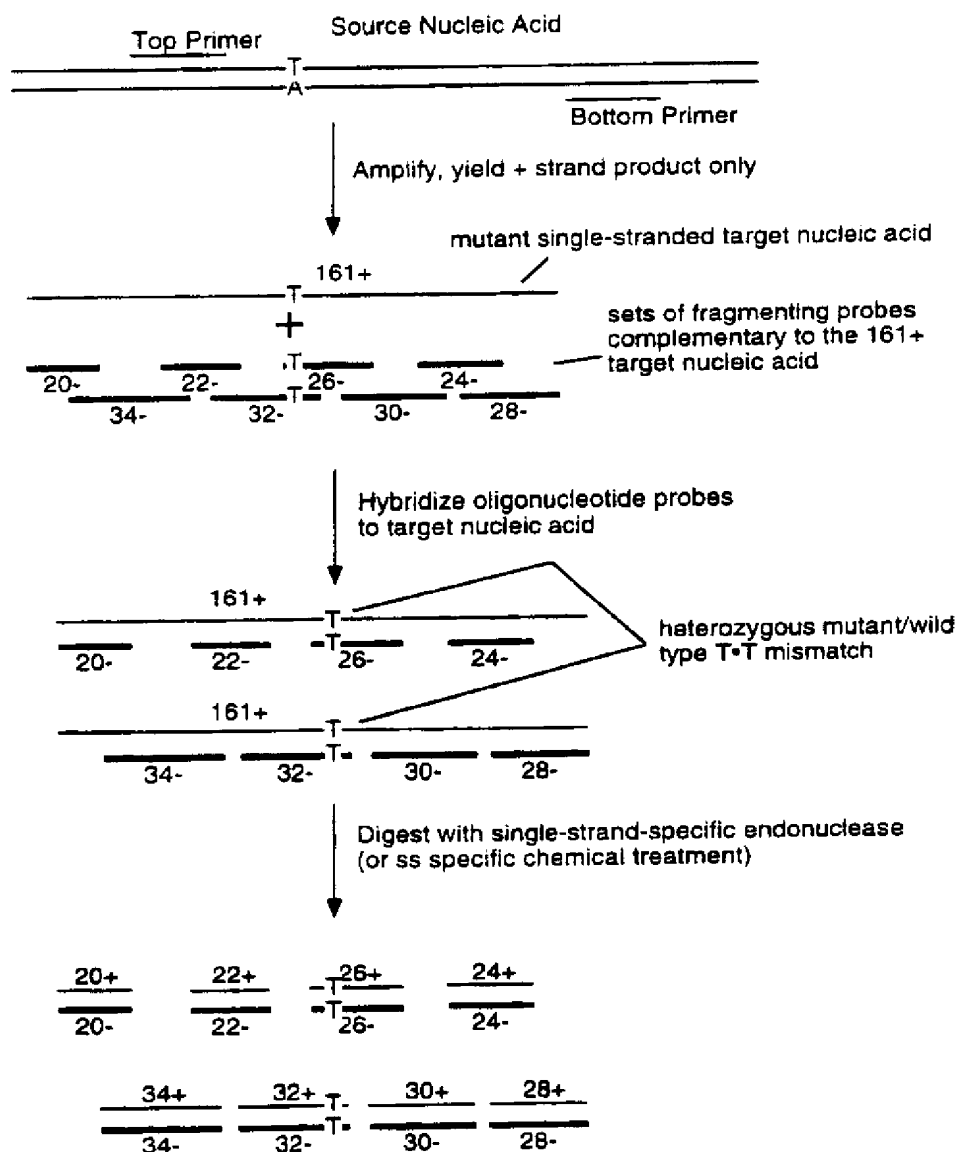 Source Nucleic Acid
Top Primer
T
A
Bottom Primer
Amplify, yield + strand product only
mutant single-stranded target nucleic acid
161+
T
+
sets of fragmenting probes
complementary to the 161+
target nucleic acid
T
20- 22- 26- 24-
T
34- 32- 30- 28-
Hybridize oligonucleotide probes
to target nucleic acid
161+
T
T
20- 22- 26- 24-
heterozygous mutant/wild
type T•T mismatch
161+
T
T
34- 32- 30- 28-
Digest with single-strand-specific endonuclease
(or ss specific chemical treatment)
20+ 22+ 26+ 24+
T
T
20- 22- 26- 24-
34+ 32+ 30+ 28+
T
T
34- 32- 30- 28-